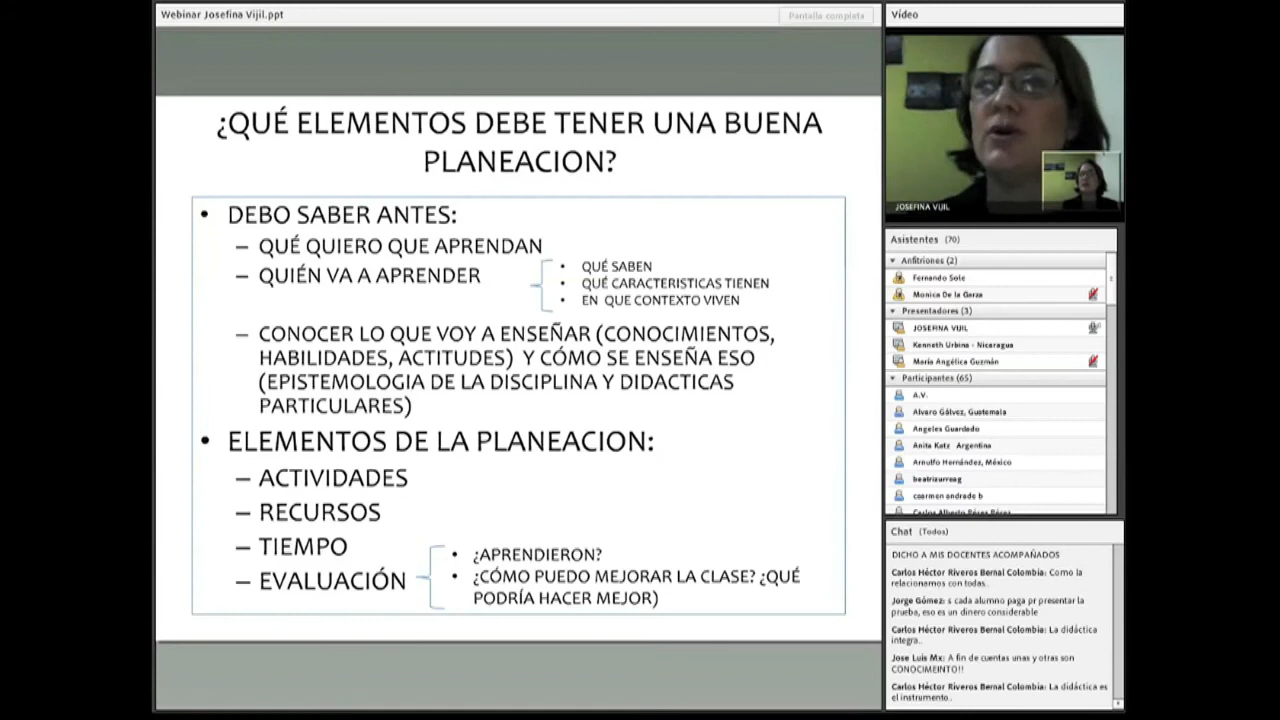 Webinar Josefina Vijil.ppt
Pantalla completa
¿QUÉ ELEMENTOS DEBE TENER UNA BUENA
PLANEACION?
• DEBO SABER ANTES:
– QUÉ QUIERO QUE APRENDAN
– QUIÉN VA A APRENDER
• QUÉ SABEN
• QUÉ CARACTERISTICAS TIENEN
• EN QUE CONTEXTO VIVEN
– CONOCER LO QUE VOY A ENSEÑAR (CONOCIMIENTOS,
HABILIDADES, ACTITUDES) Y CÓMO SE ENSEÑA ESO
(EPISTEMOLOGIA DE LA DISCIPLINA Y DIDACTICAS
PARTICULARES)
• ELEMENTOS DE LA PLANEACION:
– ACTIVIDADES
– RECURSOS
– TIEMPO
– EVALUACIÓN
• ¿APRENDIERON?
• ¿CÓMO PUEDO MEJORAR LA CLASE? ¿QUÉ
PODRÍA HACER MEJOR)
Vídeo
JOSEFINA VIJIL
Asistentes (70)
Anfitriones (2)
Fernando Sole
Monica De la Garza
Presentadores (3)
JOSEFINA VIJIL
Kenneth Urbina - Nicaragua
María Angélica Guzmán
Participantes (65)
A.V.
Alvaro Gálvez, Guatemala
Angeles Guardado
Anita Katz Argentina
Arnulfo Hernández, México
beatrizurreag
coarmen andrade b
Carlos Alberto Pérez Pérez
Chat (Todos)
DICHO A MIS DOCENTES ACOMPAÑADOS
Carlos Héctor Riveros Bernal Colombia: Como la
relacionamos con todas..
Jorge Gómez: s cada alumno paga pr presentar la
prueba, eso es un dinero considerable
Carlos Héctor Riveros Bernal Colombia: La didáctica
integra..
Jose Luis Mx: A fin de cuentas unas y otras son
CONOCIMEINTO!!
Carlos Héctor Riveros Bernal Colombia: La didáctica es
el instrumento..